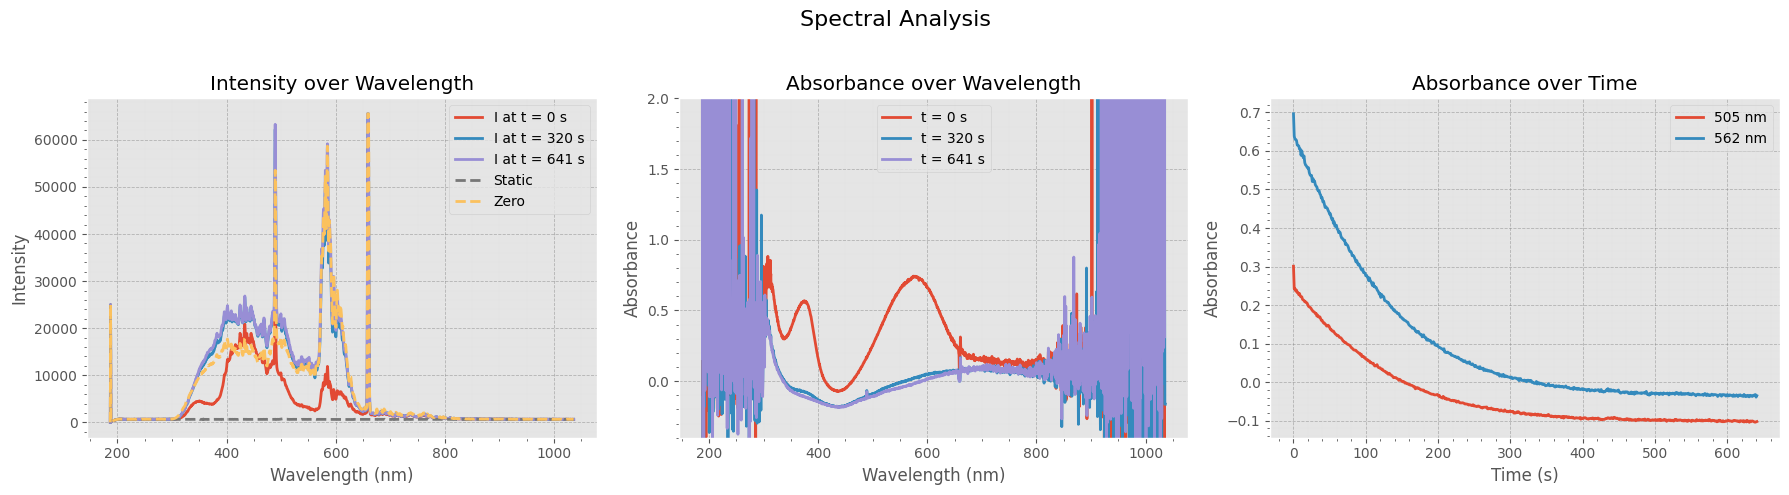 Spectral Analysis
Intensity over Wavelength
Intensity
60000
50000
40000
30000
20000
10000
0
I at t = 0 s
I at t = 320 s
I at t = 641 s
Static
Zero
200 400 600 800 1000
Wavelength (nm)
Absorbance over Wavelength
Absorbance
2.0
1.5
1.0
0.5
0.0
t = 0 s
t = 320 s
t = 641 s
200 400 600 800 1000
Wavelength (nm)
Absorbance over Time
Absorbance
0.7
0.6
0.5
0.4
0.3
0.2
0.1
0.0
−0.1
505 nm
562 nm
0 100 200 300 400 500 600
Time (s)